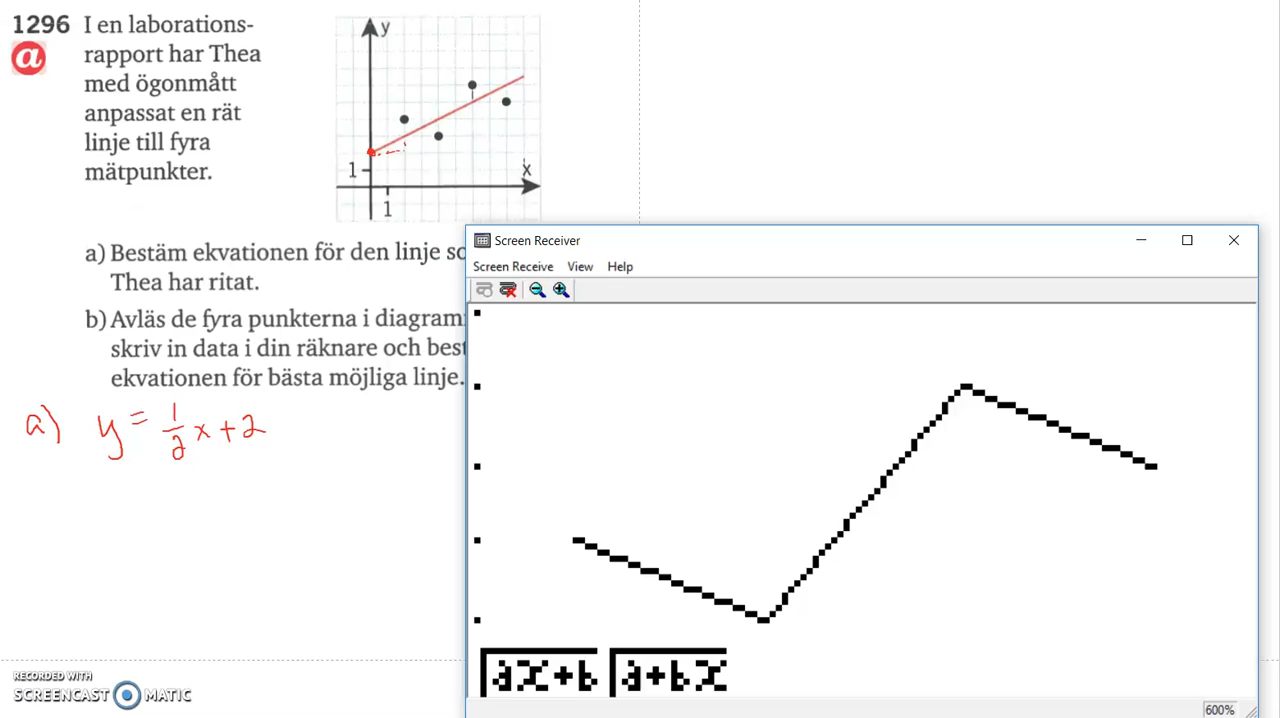 1296 I en laborations-
a rapport har Thea
med ögonmått
anpassat en rät
linje till fyra
mätpunkter.
y
1
x
1
a) Bestäm ekvationen för den linje so
Thea har ritat.
b) Avläs de fyra punkterna i diagram
skriv in data i din räknare och best
ekvationen för bästa möjliga linje.
a) y = 1/2 x + 2
Screen Receiver
Screen Receive View Help
aX+b a+bX
600%
RECORDED WITH
SCREENCAST MATIC